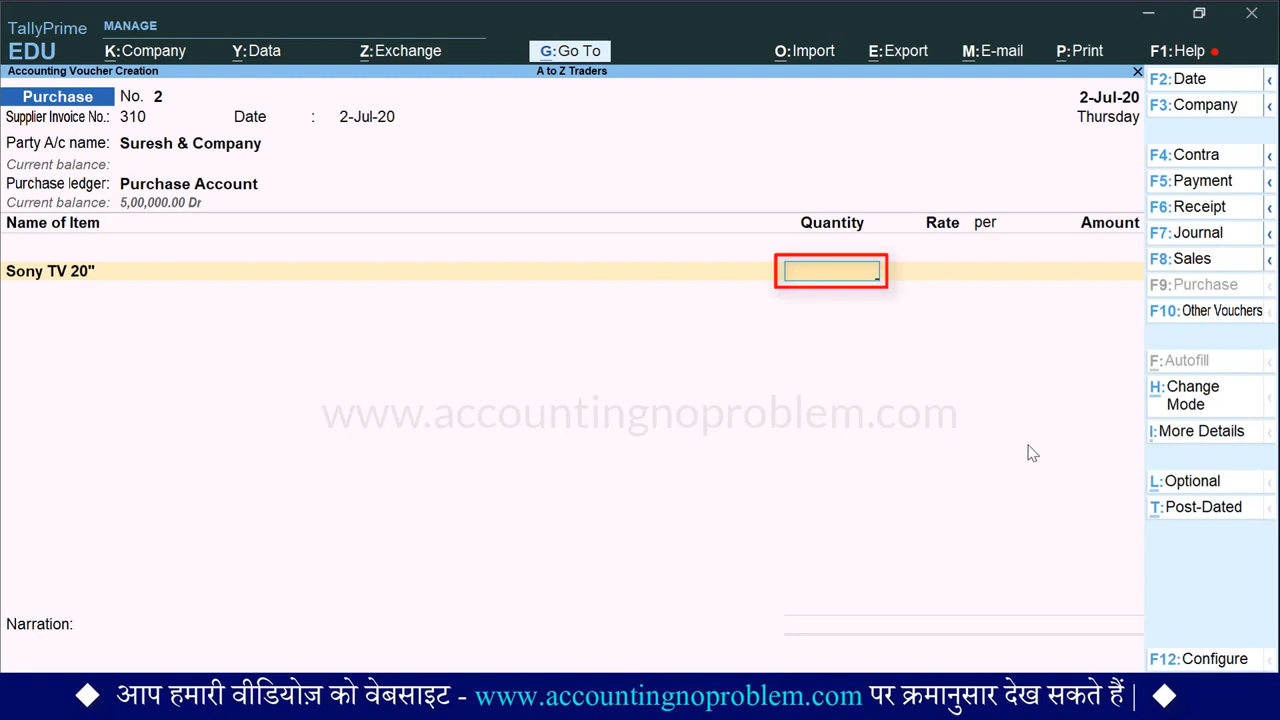 TallyPrime MANAGE
EDU K:Company Y:Data Z:Exchange G:Go To O:Import E:Export M:E-mail P:Print F1:Help
Accounting Voucher Creation A to Z Traders
Purchase No. 2 2-Jul-20
Supplier Invoice No.: 310 Date : 2-Jul-20 Thursday
Party A/c name: Suresh & Company
Current balance:
Purchase ledger: Purchase Account
Current balance: 5,00,000.00 Dr
Name of Item Quantity Rate per Amount
Sony TV 20"
www.accountingnoproblem.com
Narration:
F2:Date
F3:Company
F4:Contra
F5:Payment
F6:Receipt
F7:Journal
F8:Sales
F9:Purchase
F10:Other Vouchers
F:Autofill
H:Change
Mode
I:More Details
L:Optional
T:Post-Dated
F12:Configure
आप हमारी वीडियोज़ को वेबसाइट - www.accountingnoproblem.com पर क्रमानुसार देख सकते हैं |